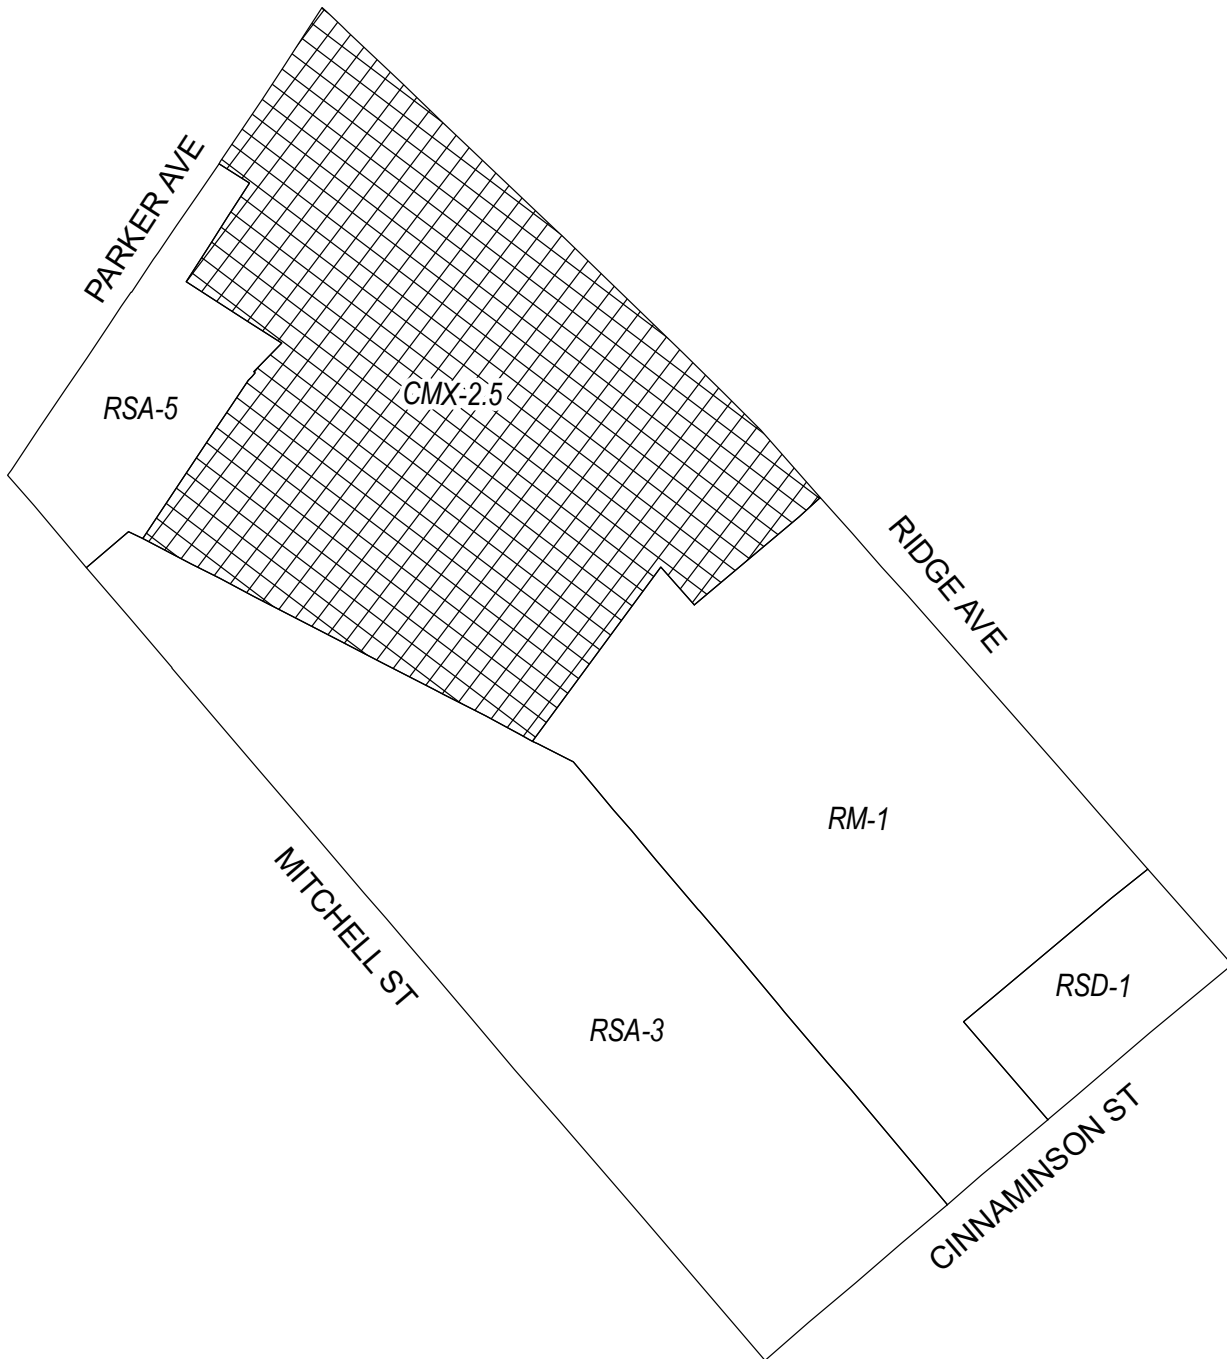 PARKER AVE
CMX-2.5
RSA-5
RIDGE AVE
RM-1
MITCHELL ST
RSD-1
RSA-3
CINNAMINSON ST